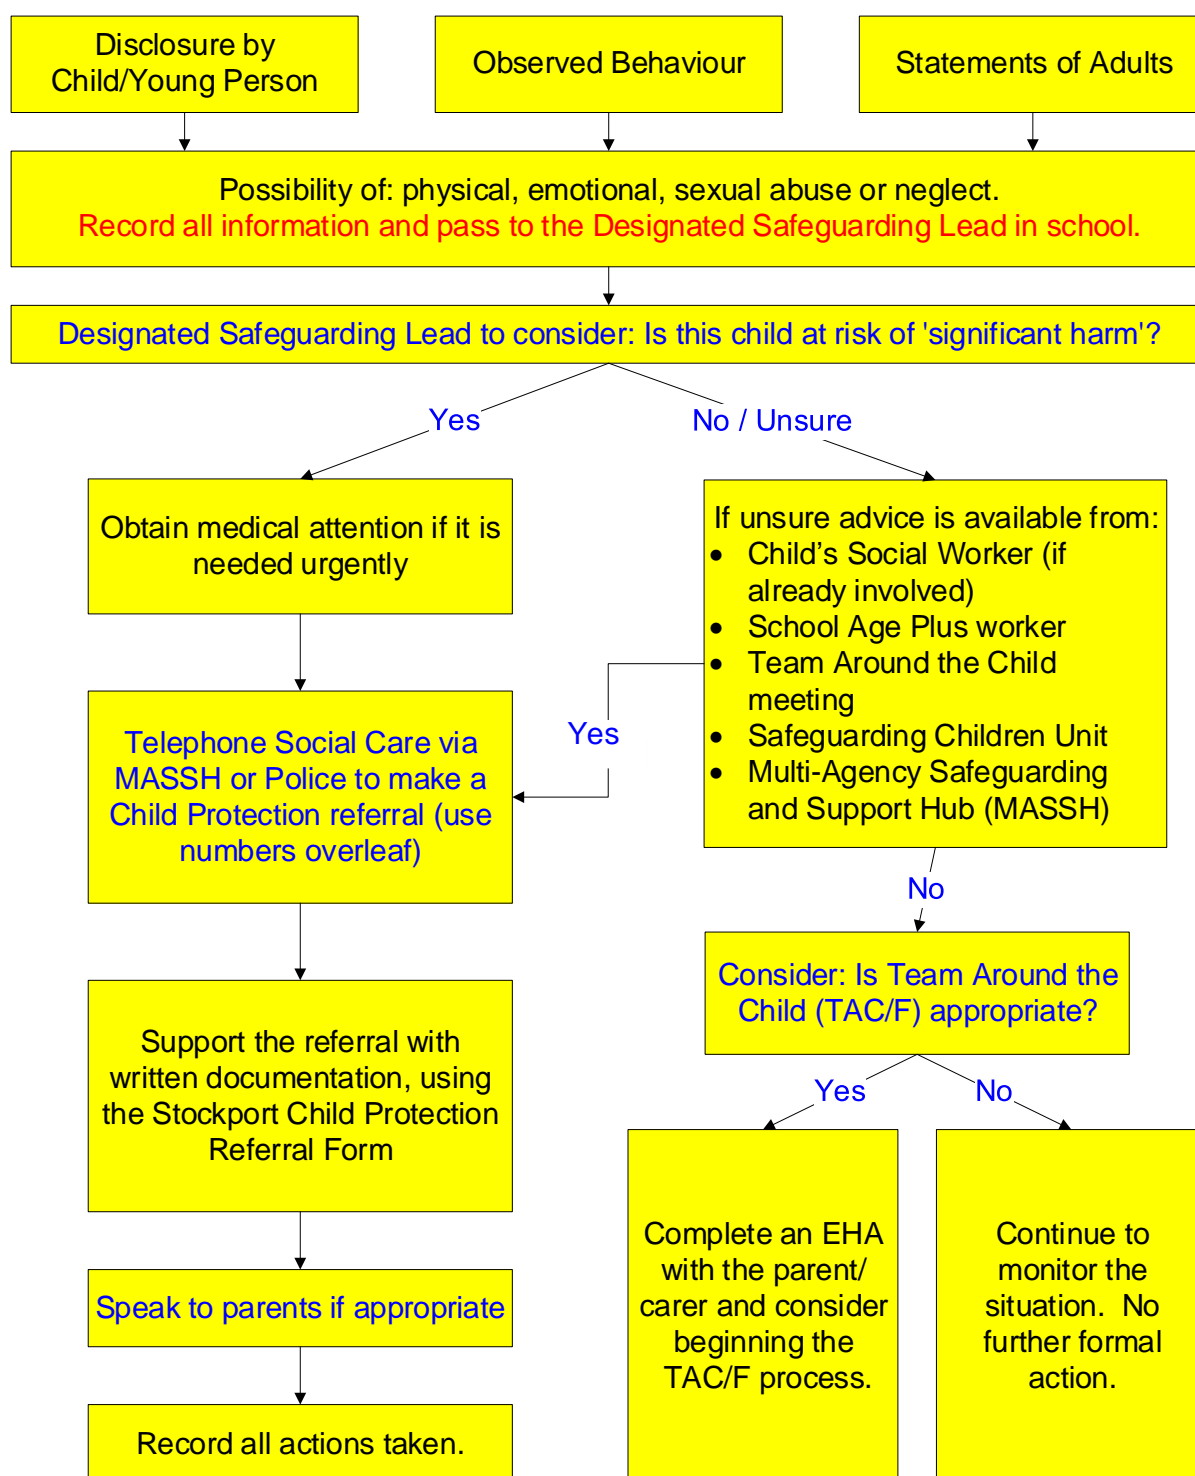 Disclosure by
Child/Young Person
Observed Behaviour
Statements of Adults
Possibility of: physical, emotional, sexual abuse or neglect.
Record all information and pass to the Designated Safeguarding Lead in school.
Designated Safeguarding Lead to consider: Is this child at risk of 'significant harm'?
Yes
No / Unsure
Obtain medical attention if it is
needed urgently
If unsure advice is available from:
• Child’s Social Worker (if
already involved)
• School Age Plus worker
• Team Around the Child
meeting
• Safeguarding Children Unit
• Multi-Agency Safeguarding
and Support Hub (MASSH)
Yes
Telephone Social Care via
MASSH or Police to make a
Child Protection referral (use
numbers overleaf)
No
Consider: Is Team Around the
Child (TAC/F) appropriate?
Support the referral with
written documentation, using
the Stockport Child Protection
Referral Form
Yes
No
Complete an EHA
with the parent/
carer and consider
beginning the
TAC/F process.
Continue to
monitor the
situation.  No
further formal
action.
Speak to parents if appropriate
Record all actions taken.